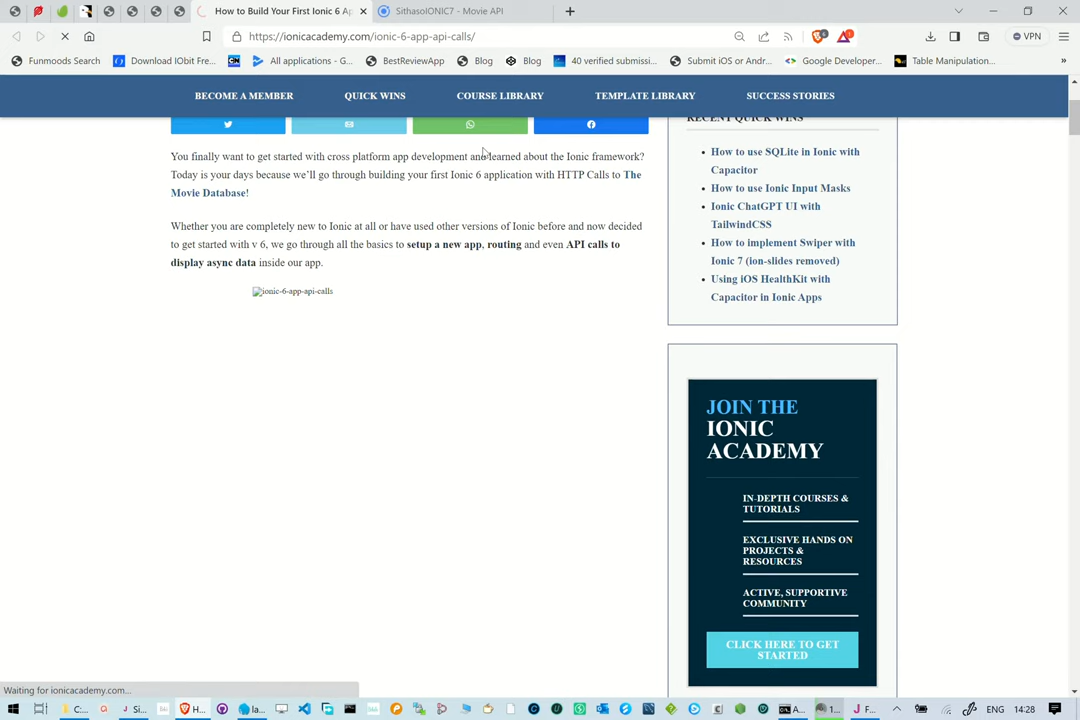 How to Build Your First Ionic 6 A
SithasoIONIC7 - Movie API
https://ionicacademy.com/ionic-6-app-api-calls/
VPN
Funmoods Search
Download IObit Fre...
All applications - G...
BestReviewApp
Blog
Blog
40 verified submissi...
Submit iOS or Andr...
Google Developer...
Table Manipulation...
BECOME A MEMBER
QUICK WINS
COURSE LIBRARY
TEMPLATE LIBRARY
SUCCESS STORIES
You finally want to get started with cross platform app development and learned about the Ionic framework?
Today is your days because we'll go through building your first Ionic 6 application with HTTP Calls to The
Movie Database!
Whether you are completely new to Ionic at all or have used other versions of Ionic before and now decided
to get started with v 6, we go through all the basics to setup a new app, routing and even API calls to
display async data inside our app.
ionic-6-app-api-calls
RECENT QUICK WINS
How to use SQLite in Ionic with
Capacitor
How to use Ionic Input Masks
Ionic ChatGPT UI with
TailwindCSS
How to implement Swiper with
Ionic 7 (ion-slides removed)
Using iOS HealthKit with
Capacitor in Ionic Apps
JOIN THE
IONIC
ACADEMY
IN-DEPTH COURSES &
TUTORIALS
EXCLUSIVE HANDS ON
PROJECTS &
RESOURCES
ACTIVE, SUPPORTIVE
COMMUNITY
CLICK HERE TO GET
STARTED
Waiting for ionicacademy.com...
C:...
Si...
H...
la...
A...
1...
F...
ENG
14:28